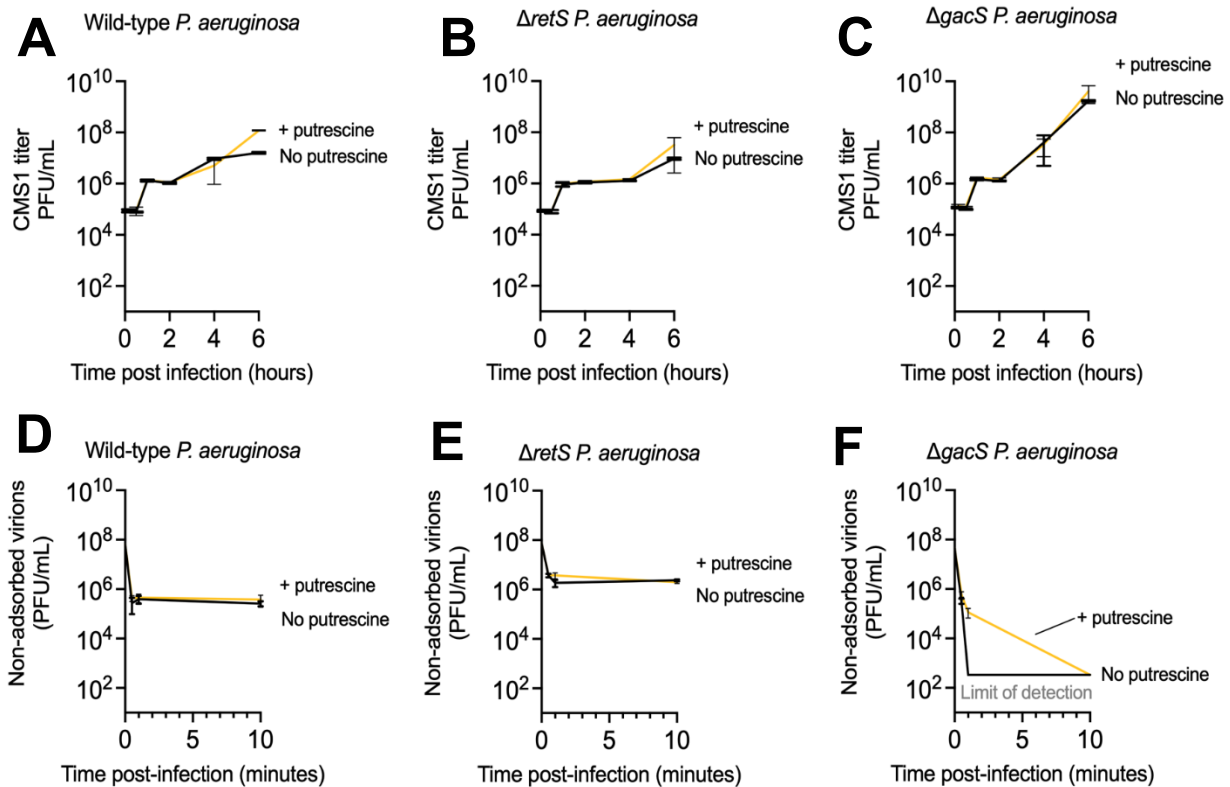 A
Wild-type P. aeruginosa
CMS1 titer
PFU/mL
10^10
10^8
10^6
10^4
10^2
0 2 4 6
Time post infection (hours)
+ putrescine
No putrescine
B
ΔretS P. aeruginosa
CMS1 titer
PFU/mL
10^10
10^8
10^6
10^4
10^2
0 2 4 6
Time post infection (hours)
+ putrescine
No putrescine
C
ΔgacS P. aeruginosa
CMS1 titer
PFU/mL
10^10
10^8
10^6
10^4
10^2
0 2 4 6
Time post infection (hours)
+ putrescine
No putrescine
D
Wild-type P. aeruginosa
Non-adsorbed virions
(PFU/mL)
10^10
10^8
10^6
10^4
10^2
0 5 10
Time post-infection (minutes)
+ putrescine
No putrescine
E
ΔretS P. aeruginosa
Non-adsorbed virions
(PFU/mL)
10^10
10^8
10^6
10^4
10^2
0 5 10
Time post-infection (minutes)
+ putrescine
No putrescine
F
ΔgacS P. aeruginosa
Non-adsorbed virions
(PFU/mL)
10^10
10^8
10^6
10^4
10^2
0 5 10
Time post-infection (minutes)
+ putrescine
No putrescine
Limit of detection